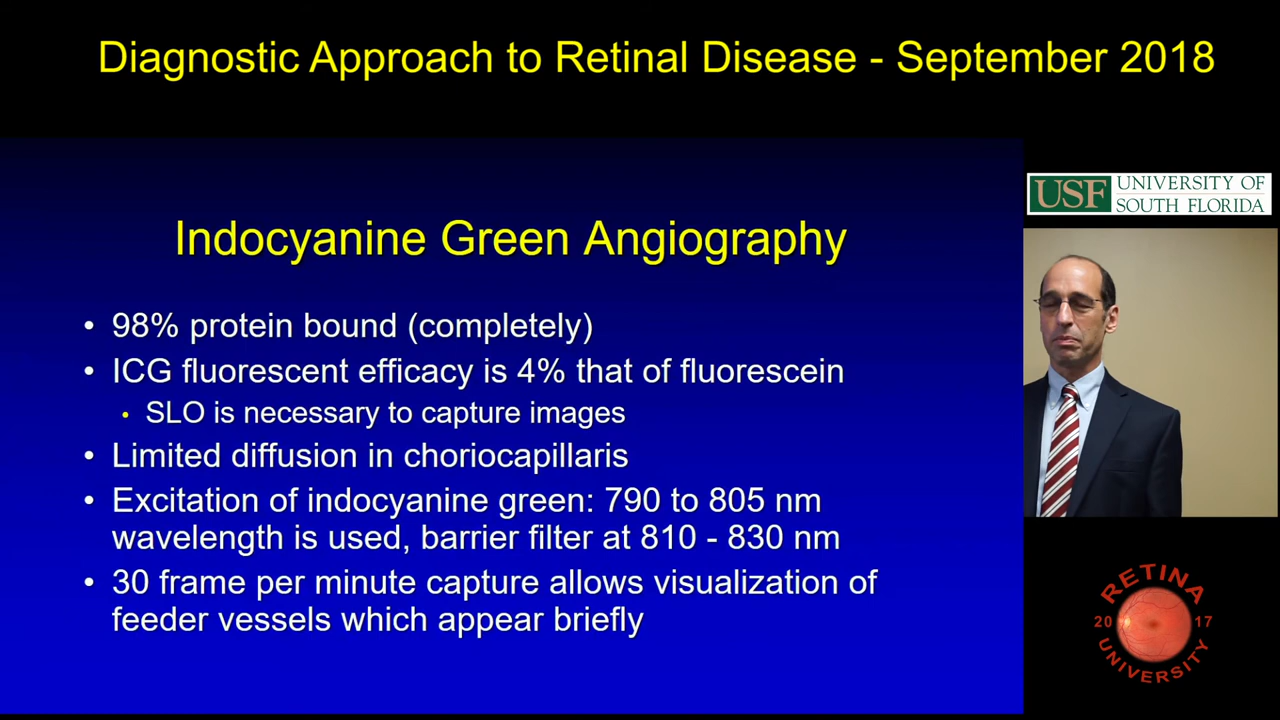 Diagnostic Approach to Retinal Disease - September 2018
USF UNIVERSITY OF
SOUTH FLORIDA
Indocyanine Green Angiography
• 98% protein bound (completely)
• ICG fluorescent efficacy is 4% that of fluorescein
• SLO is necessary to capture images
• Limited diffusion in choriocapillaris
• Excitation of indocyanine green: 790 to 805 nm
wavelength is used, barrier filter at 810 - 830 nm
• 30 frame per minute capture allows visualization of
feeder vessels which appear briefly
RETINA
20 17
UNIVERSITY